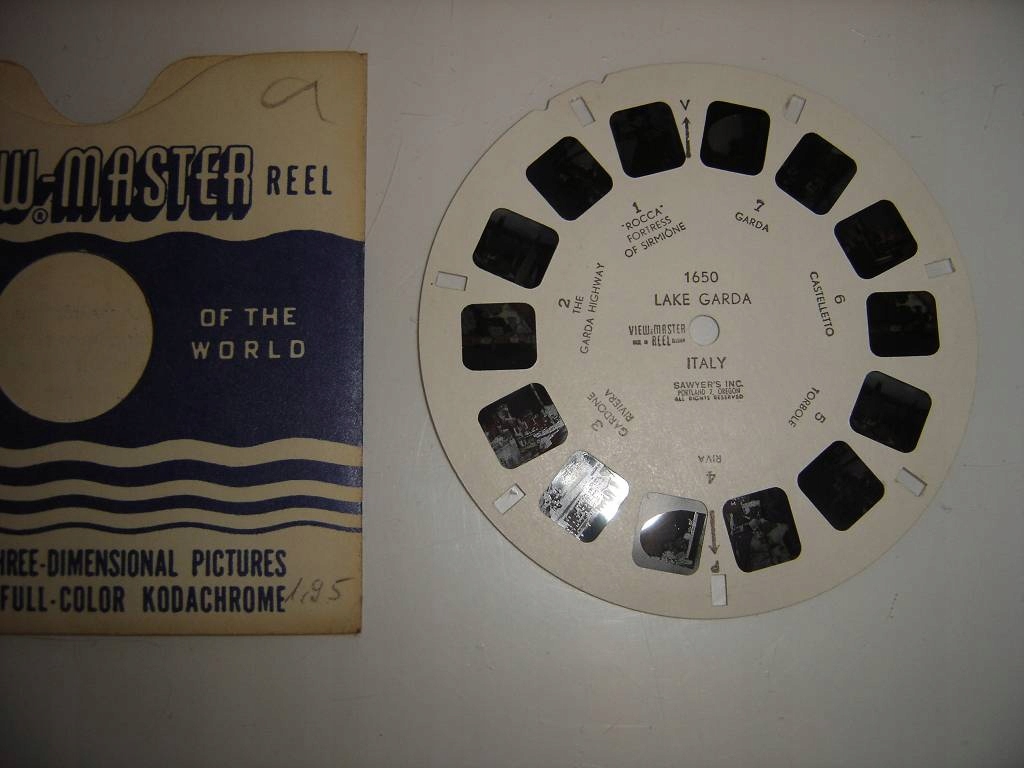 a
W-MASTER REEL
®
OF THE
WORLD
HREE-DIMENSIONAL PICTURES
FULL-COLOR KODACHROME
1,95
V
1
"ROCCA"
FORTRESS
OF SIRMIONE
2
THE
GARDA HIGHWAY
3
GARDONE
RIVIERA
4
RIVA
5
TORBOLE
6
CASTELLETTO
7
GARDA
1650
LAKE GARDA
VIEW-MASTER
REEL
ITALY
SAWYER'S INC.
PORTLAND 7, OREGON
ALL RIGHTS RESERVED